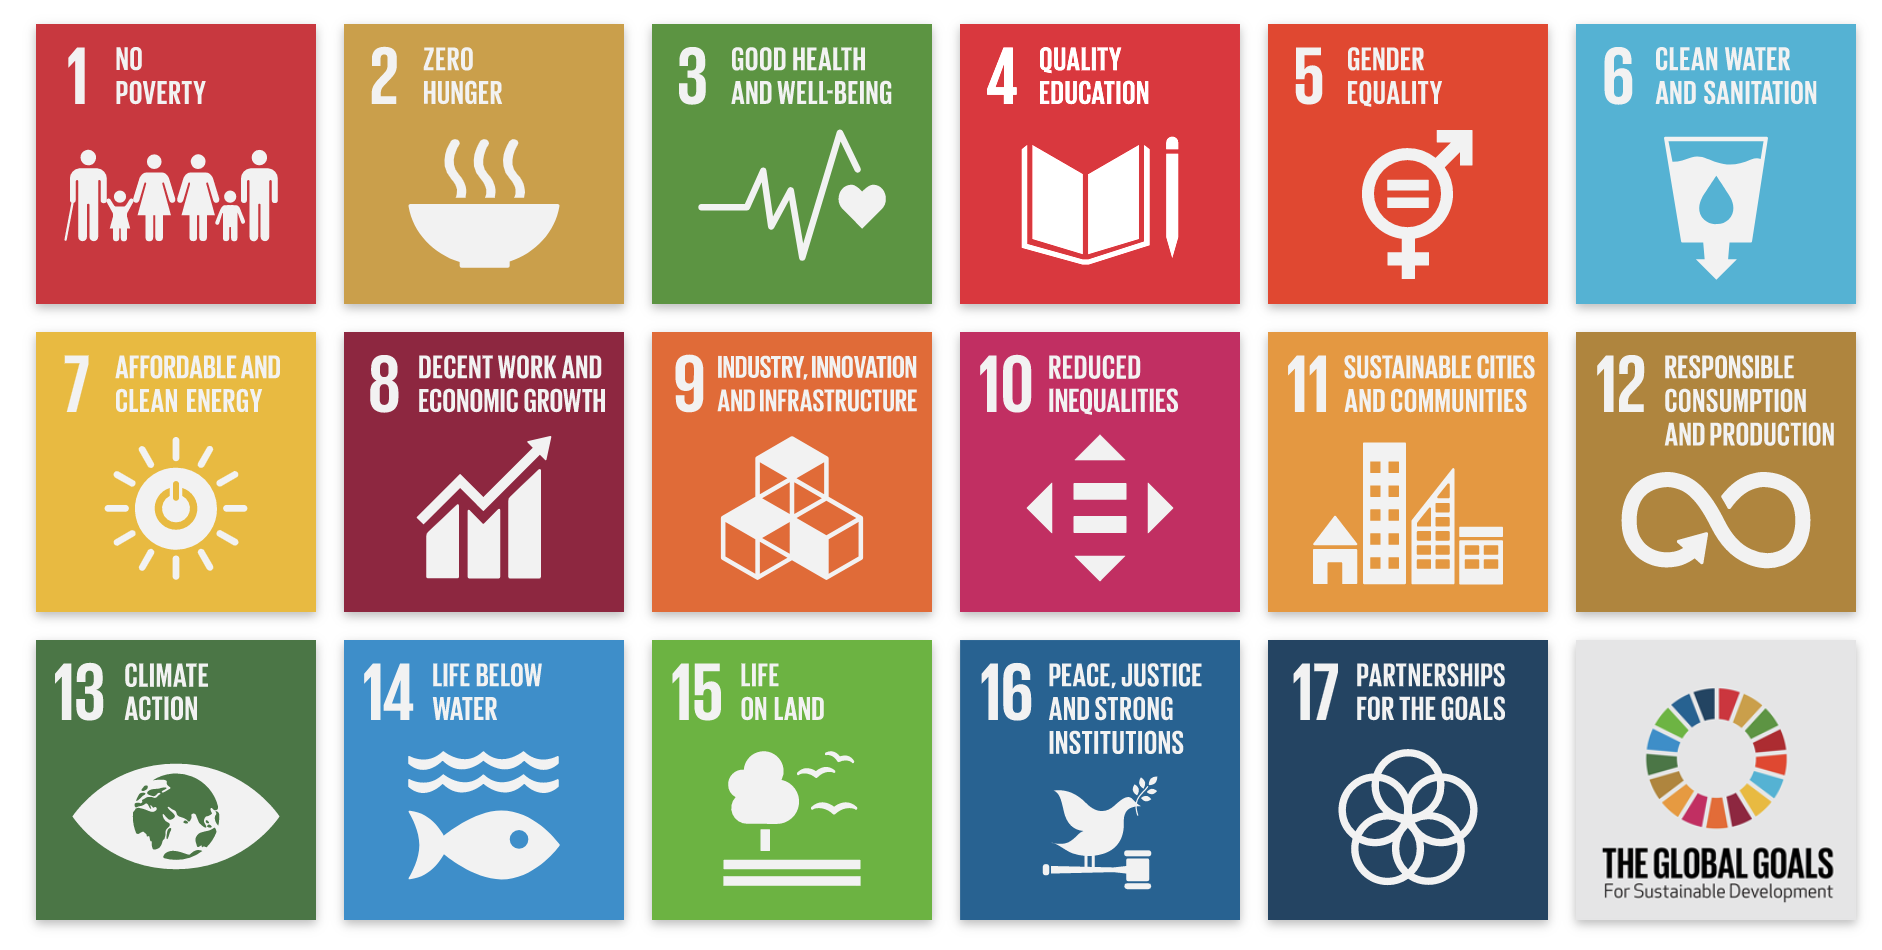 1 NO
POVERTY
2 ZERO
HUNGER
3 GOOD HEALTH
AND WELL-BEING
4 QUALITY
EDUCATION
5 GENDER
EQUALITY
6 CLEAN WATER
AND SANITATION
7 AFFORDABLE AND
CLEAN ENERGY
8 DECENT WORK AND
ECONOMIC GROWTH
9 INDUSTRY, INNOVATION
AND INFRASTRUCTURE
10 REDUCED
INEQUALITIES
11 SUSTAINABLE CITIES
AND COMMUNITIES
12 RESPONSIBLE
CONSUMPTION
AND PRODUCTION
13 CLIMATE
ACTION
14 LIFE BELOW
WATER
15 LIFE
ON LAND
16 PEACE, JUSTICE
AND STRONG
INSTITUTIONS
17 PARTNERSHIPS
FOR THE GOALS
THE GLOBAL GOALS
For Sustainable Development